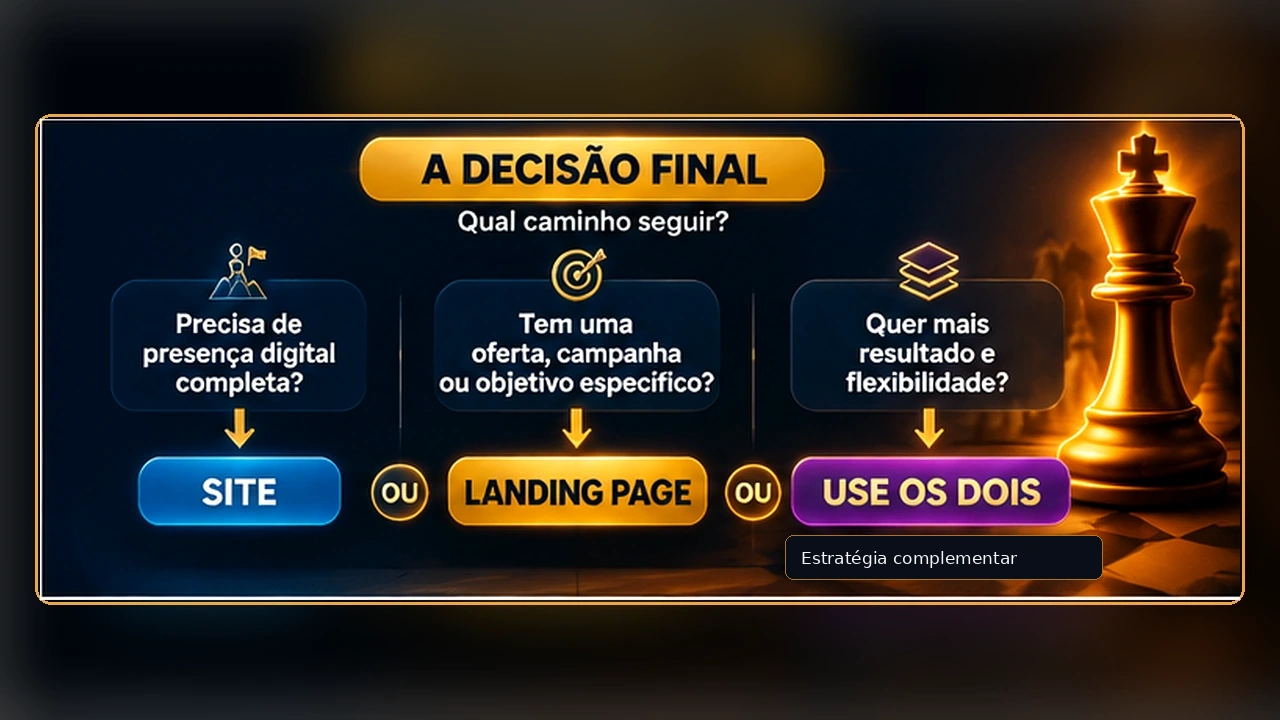 A DECISÃO FINAL
Qual caminho seguir?
Precisa de
presença digital
completa?
Tem uma
oferta, campanha
ou objetivo específico?
Quer mais
resultado e
flexibilidade?
SITE
OU
LANDING PAGE
OU
USE OS DOIS
Estratégia complementar